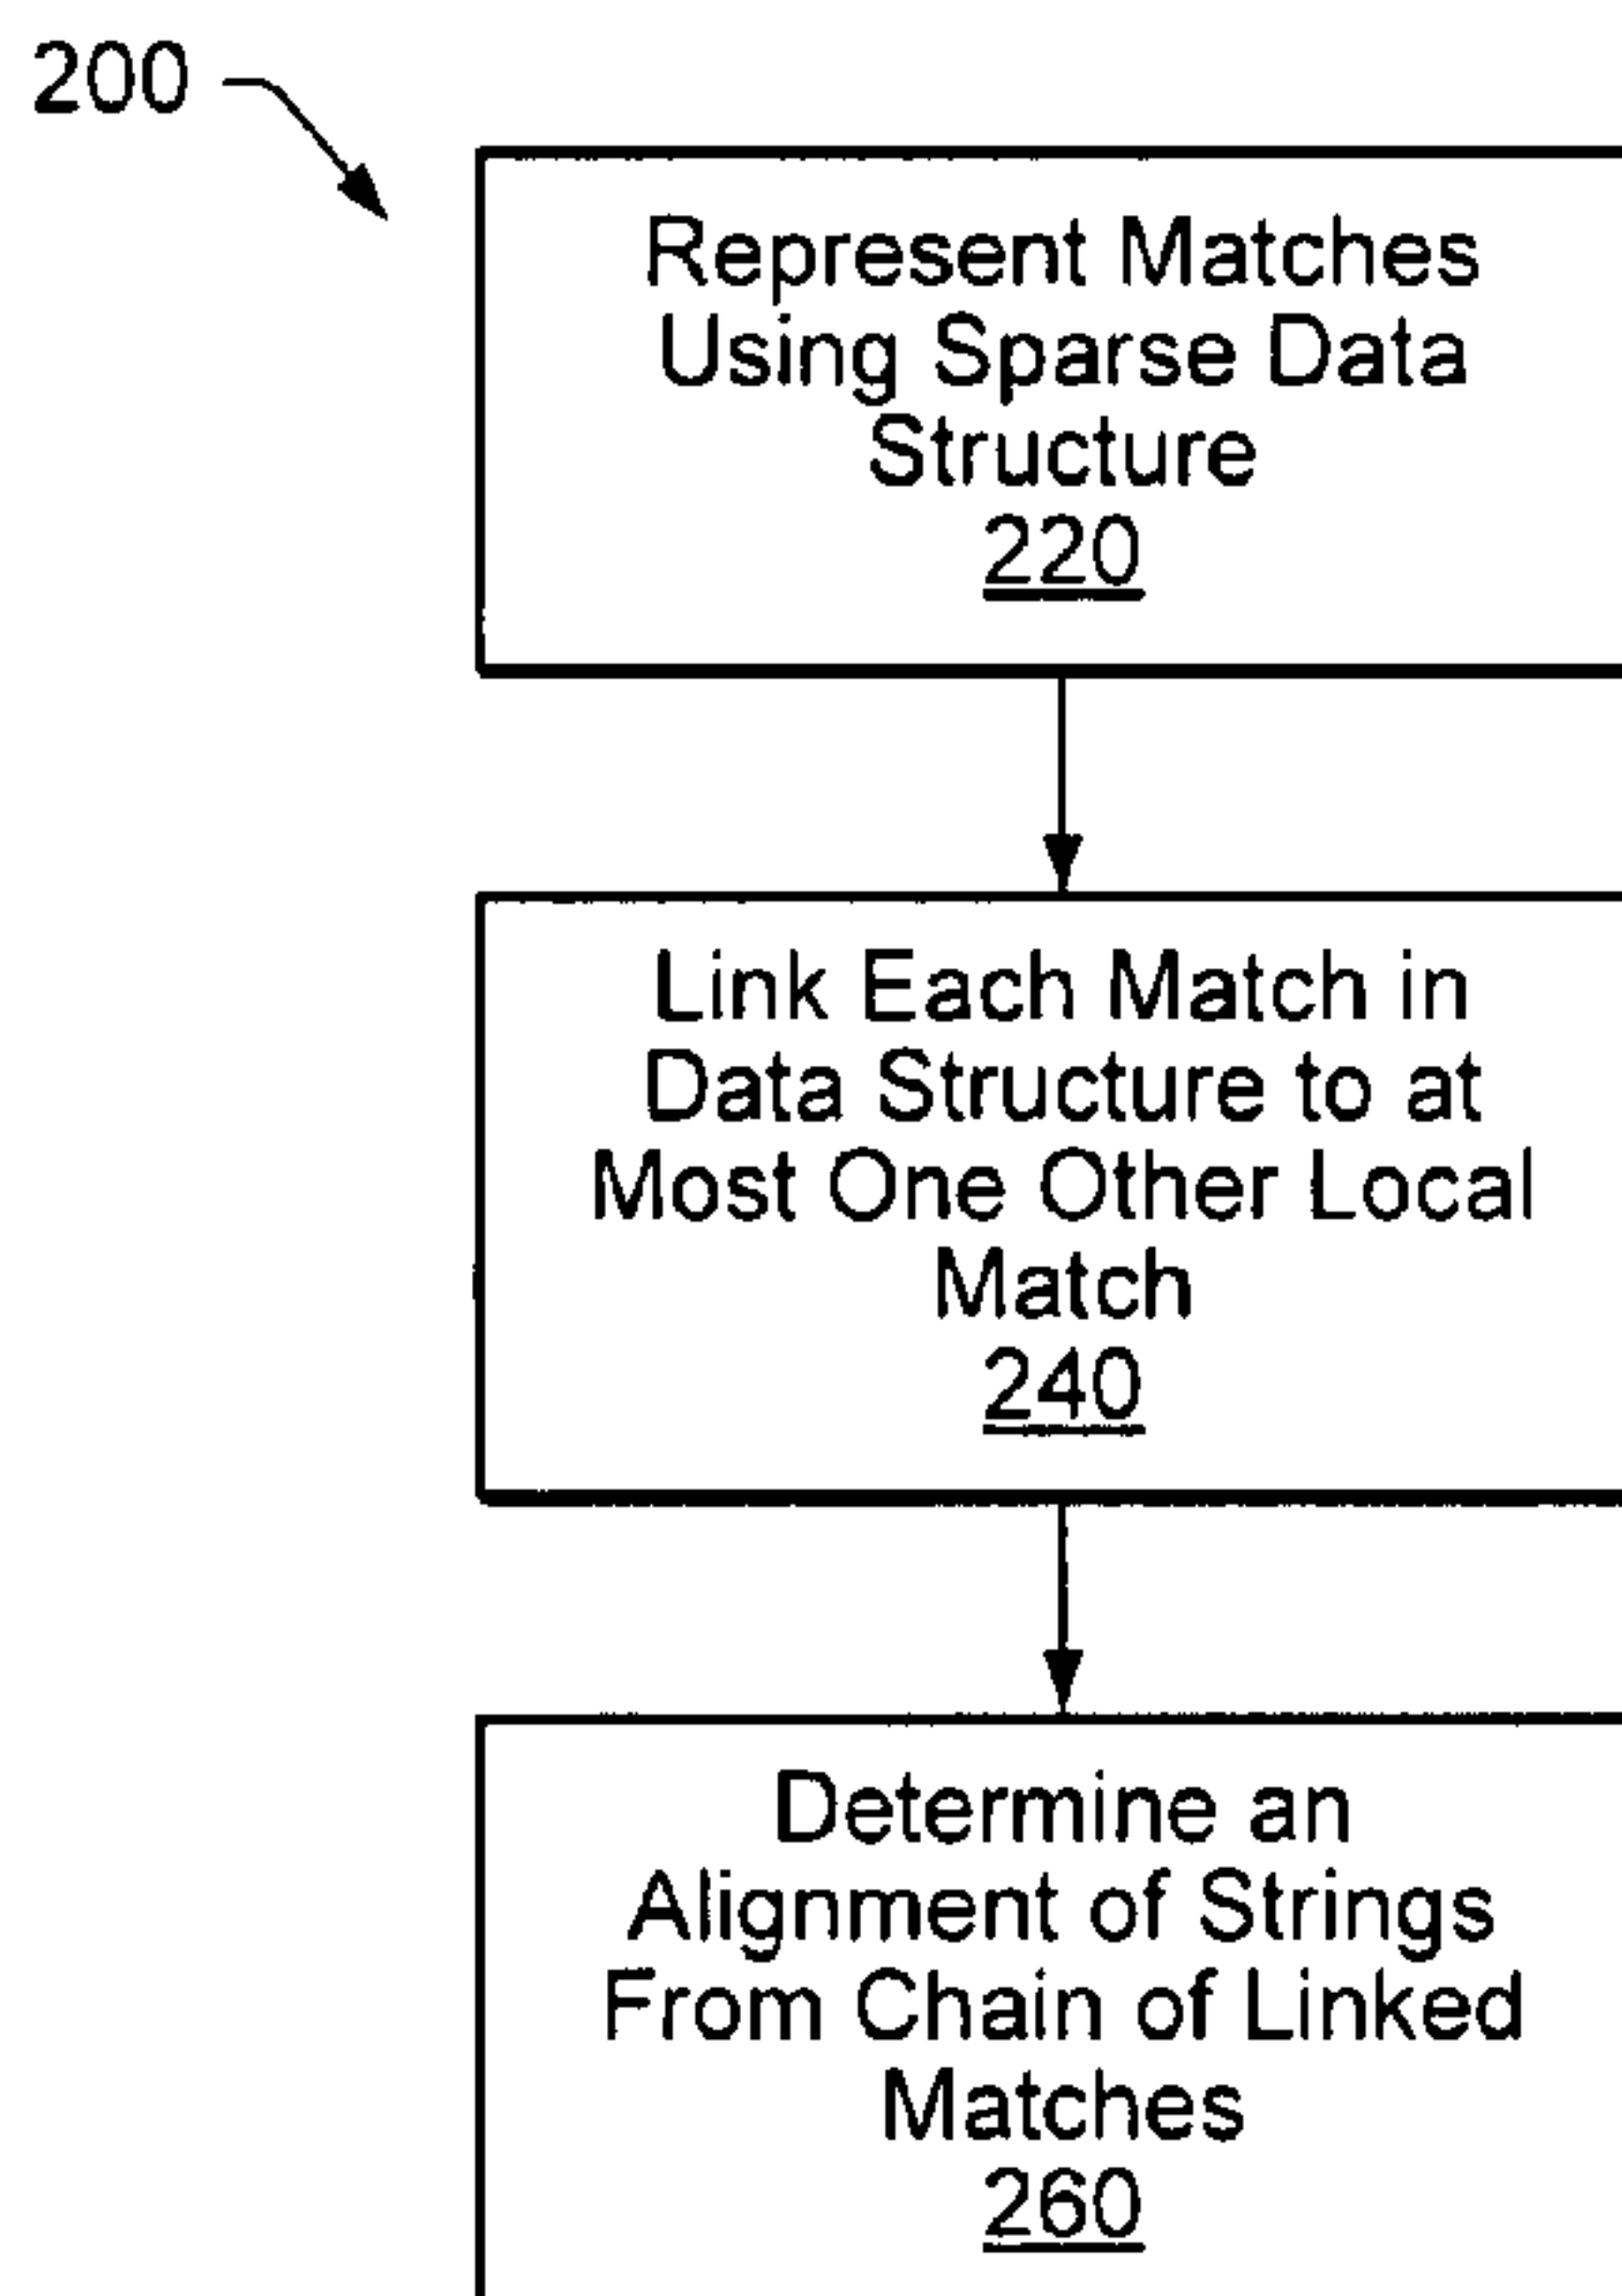 200
Represent Matches
Using Sparse Data
Structure
220
Link Each Match in
Data Structure to at
Most One Other Local
Match
240
Determine an
Alignment of Strings
From Chain of Linked
Matches
260